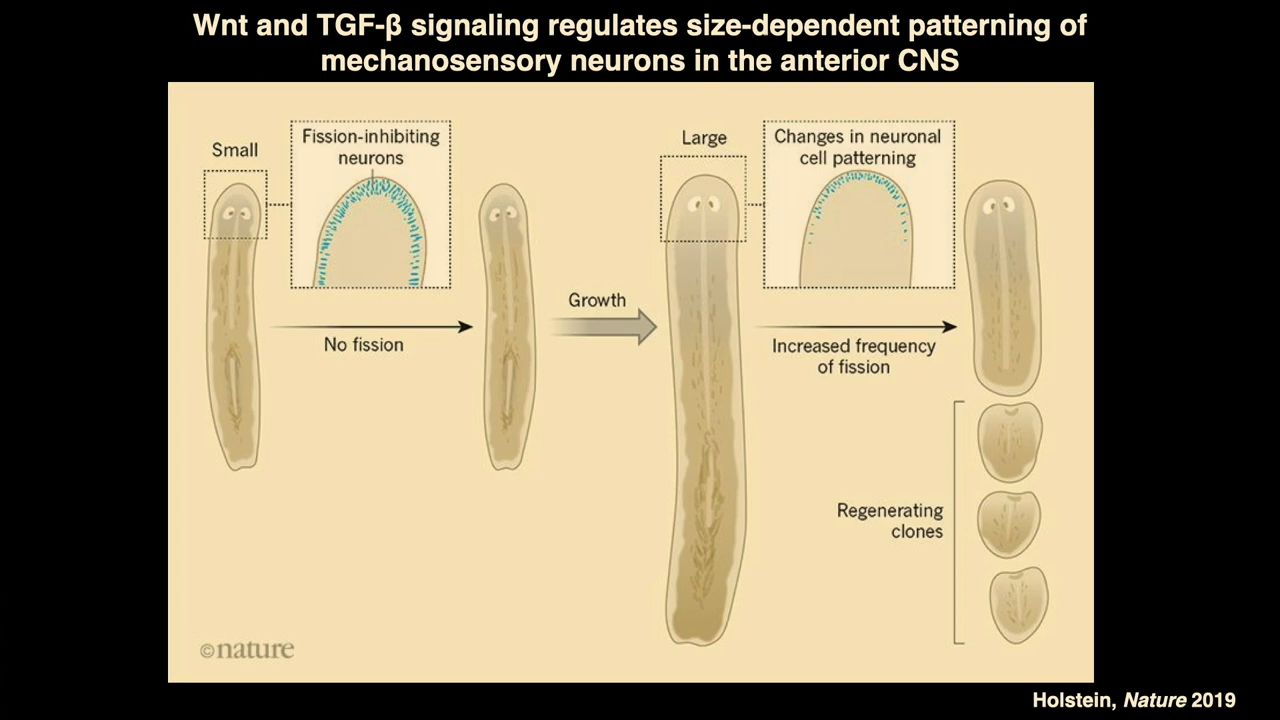 Wnt and TGF-β signaling regulates size-dependent patterning of
mechanosensory neurons in the anterior CNS
Small
Fission-inhibiting
neurons
No fission
Growth
Large
Changes in neuronal
cell patterning
Increased frequency
of fission
Regenerating
clones
©nature
Holstein, Nature 2019